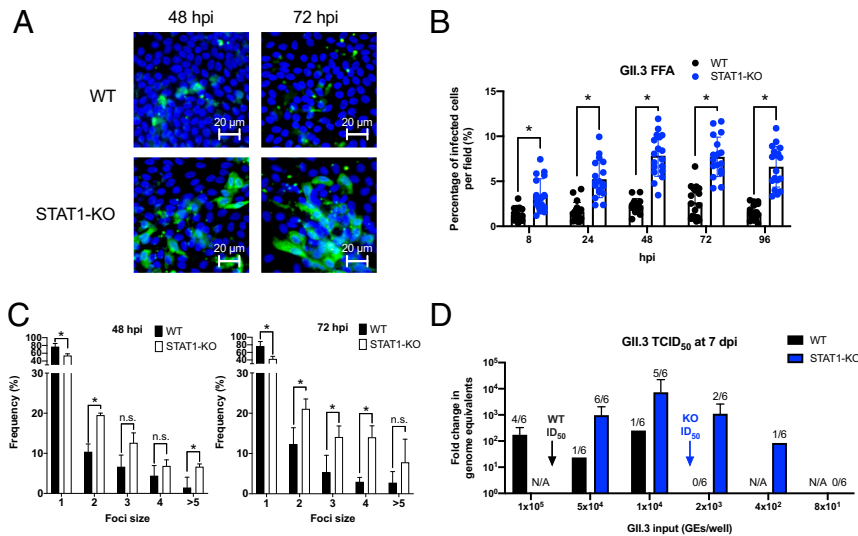 A
48 hpi
72 hpi
WT
20 µm
20 µm
STAT1-KO
20 µm
20 µm
B
GII.3 FFA
WT
STAT1-KO
Percentage of infected cells
per field (%)
15
10
5
0
*
*
*
*
*
8
24
48
72
96
hpi
C
48 hpi
WT
STAT1-KO
Frequency (%)
100
80
60
40
30
20
10
0
*
*
n.s.
n.s.
*
1
2
3
4
>5
Foci size
72 hpi
WT
STAT1-KO
Frequency (%)
100
80
60
40
30
20
10
0
*
*
*
*
n.s.
1
2
3
4
>5
Foci size
D
GII.3 TCID₅₀ at 7 dpi
WT
STAT1-KO
Fold change in
genome equivalents
10⁵
10⁴
10³
10²
10¹
10⁰
4/6
N/A
WT
ID₅₀
1/6
6/6
1/6
5/6
KO
ID₅₀
0/6
2/6
N/A
1/6
N/A 0/6
1x10⁵
5x10⁴
1x10⁴
2x10³
4x10²
8x10¹
GII.3 input (GEs/well)